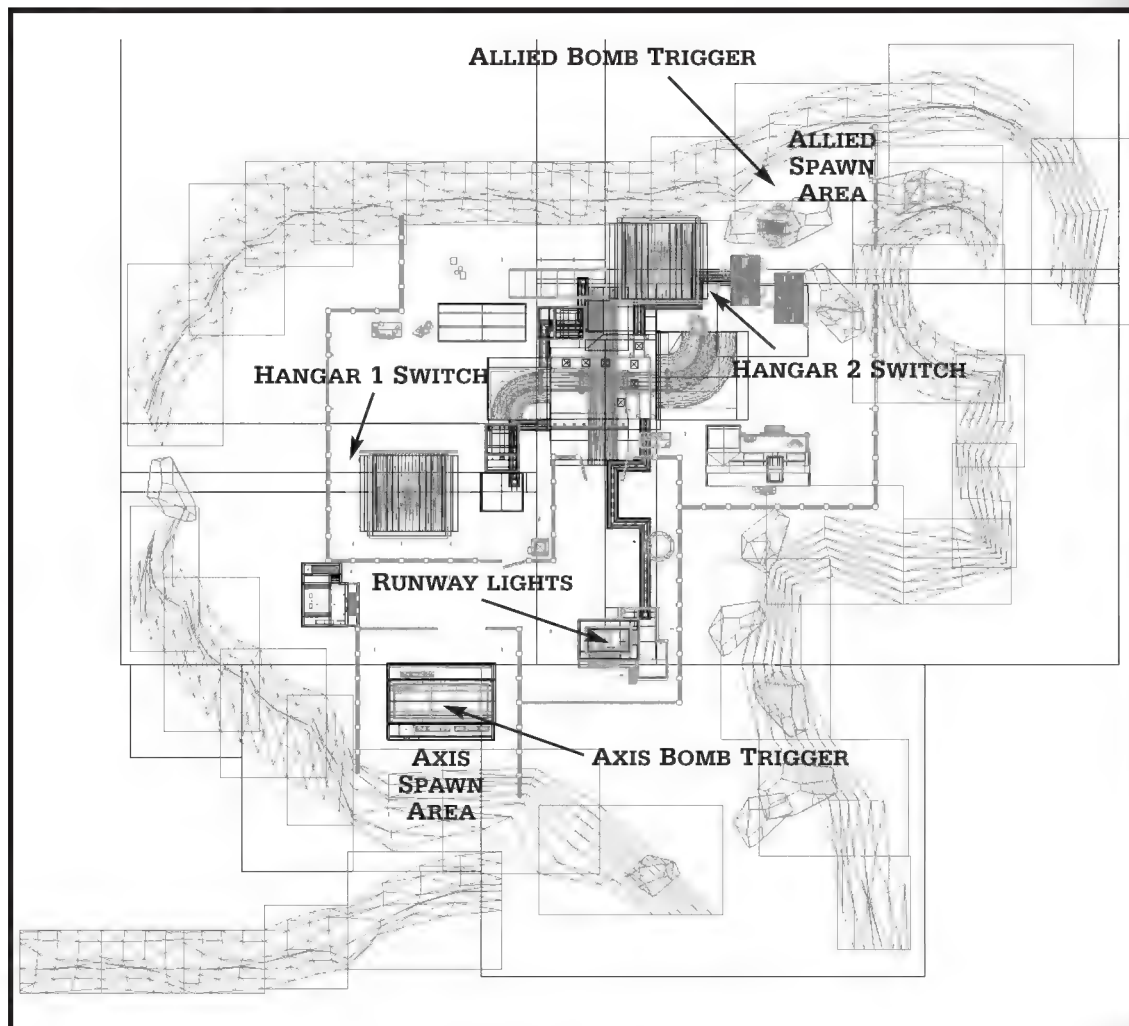 ALLIED BOMB TRIGGER
ALLIED
SPAWN
AREA
HANGAR 1 SWITCH
HANGAR 2 SWITCH
RUNWAY LIGHTS
AXIS BOMB TRIGGER
AXIS
SPAWN
AREA